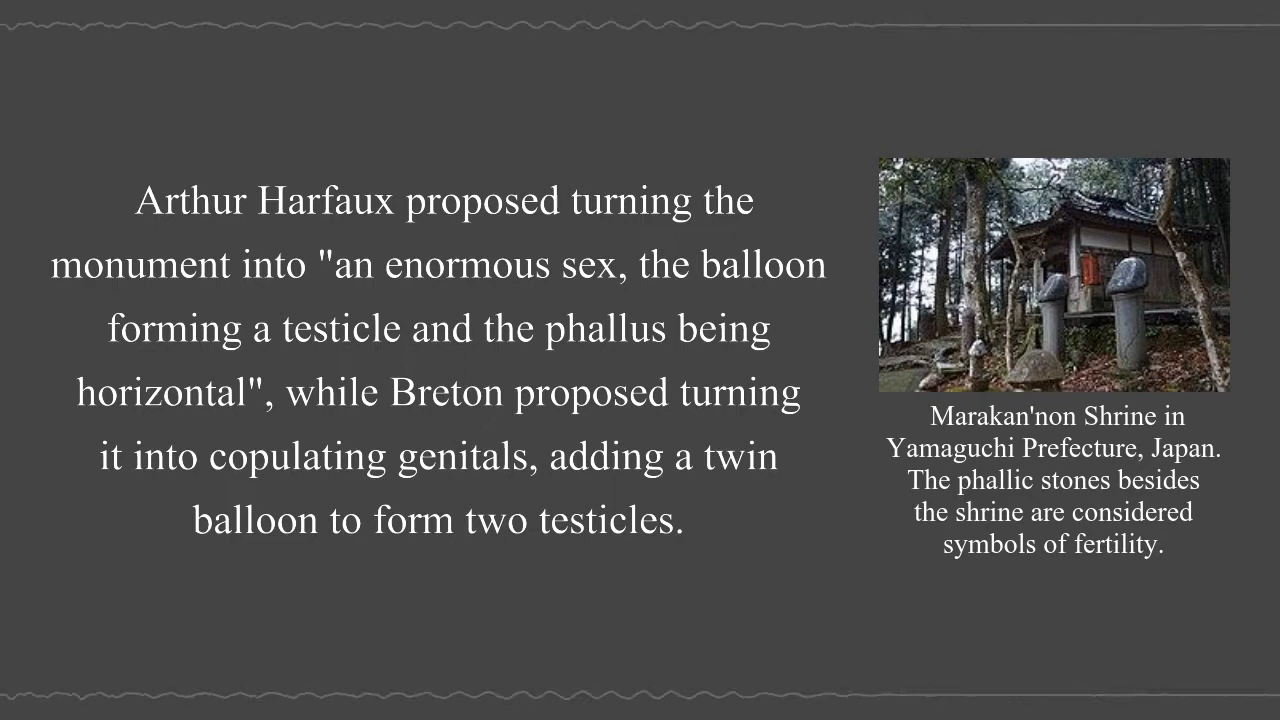 Arthur Harfaux proposed turning the
monument into "an enormous sex, the balloon
forming a testicle and the phallus being
horizontal", while Breton proposed turning
it into copulating genitals, adding a twin
balloon to form two testicles.
Marakan'non Shrine in
Yamaguchi Prefecture, Japan.
The phallic stones besides
the shrine are considered
symbols of fertility.